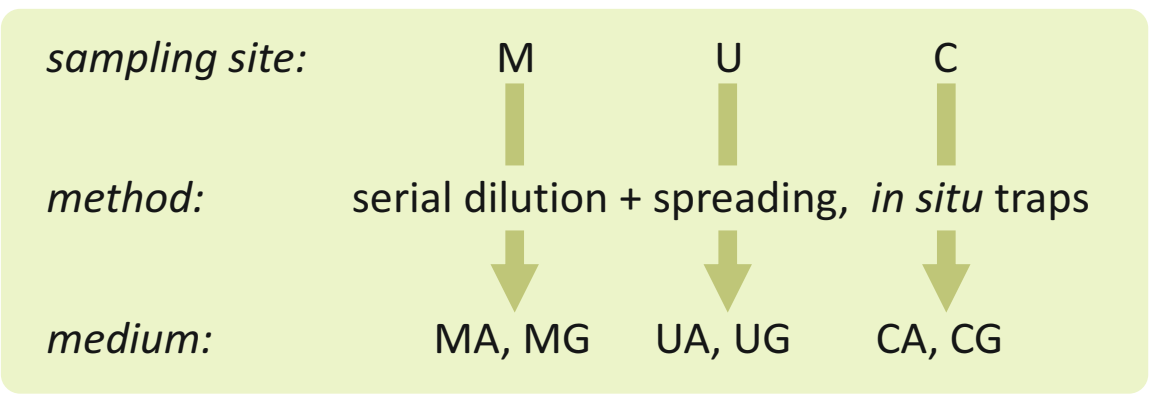 sampling site: M U C
method: serial dilution + spreading, in situ traps
medium: MA, MG UA, UG CA, CG